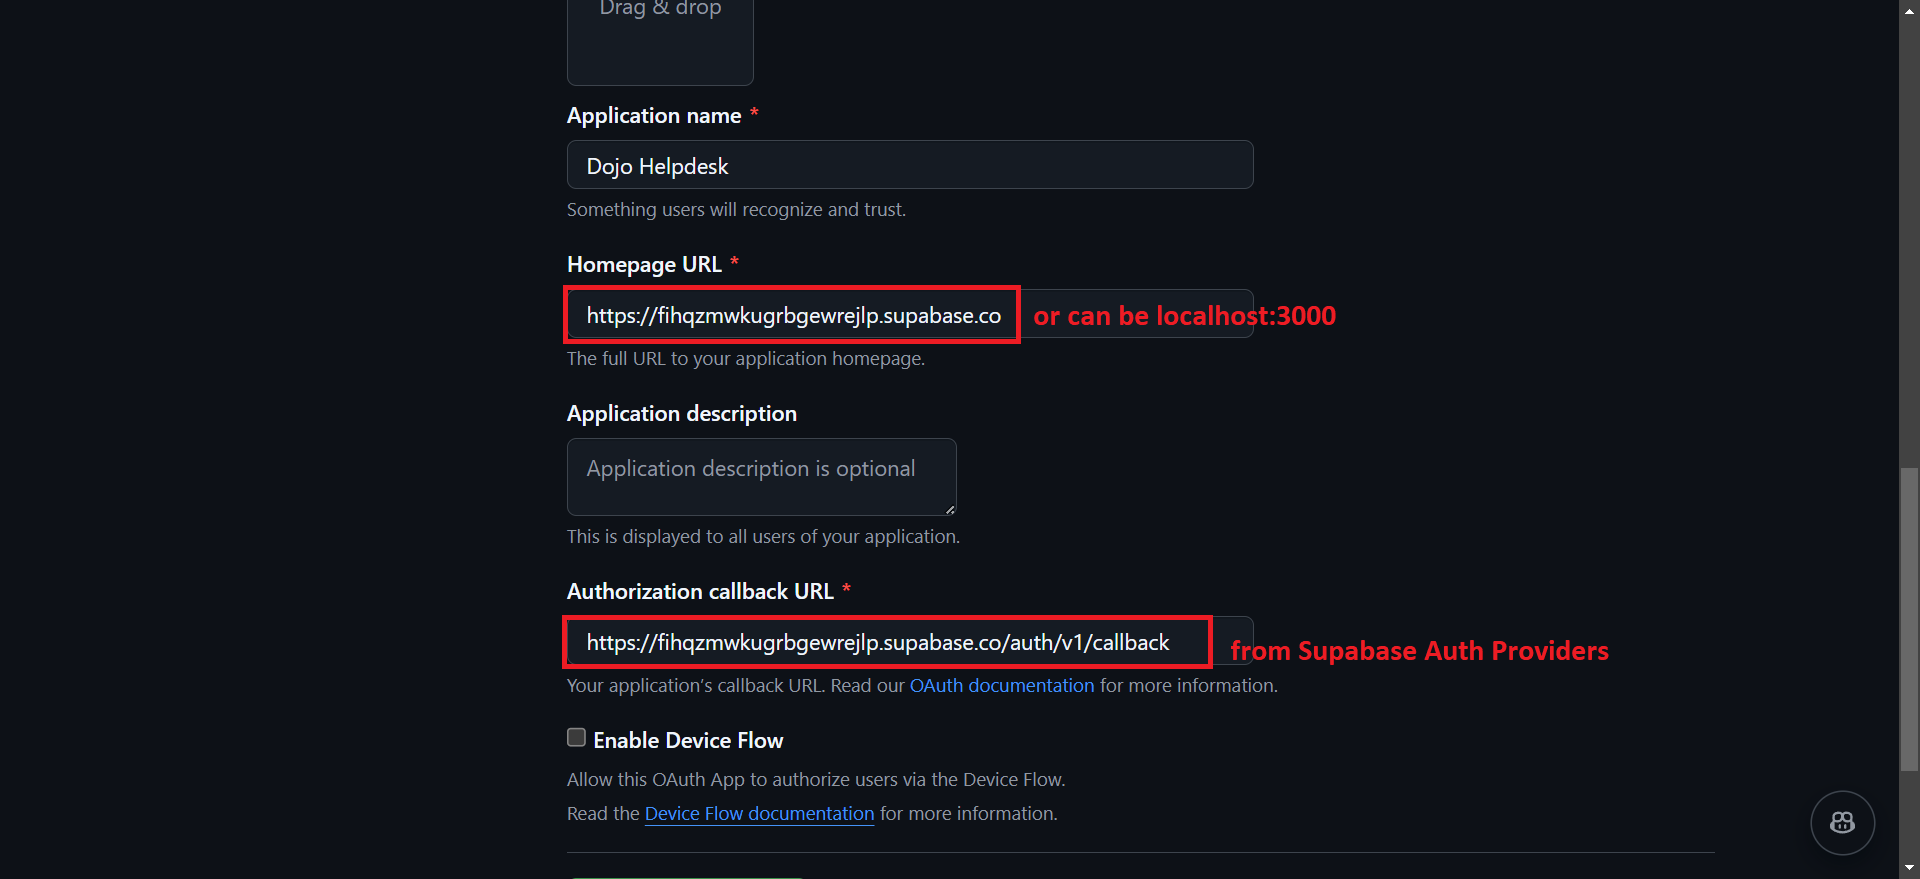 Drag & drop
Application name *
Dojo Helpdesk
Something users will recognize and trust.
Homepage URL *
https://fihqzmwkugrbgewrejlp.supabase.co or can be localhost:3000
The full URL to your application homepage.
Application description
Application description is optional
This is displayed to all users of your application.
Authorization callback URL *
https://fihqzmwkugrbgewrejlp.supabase.co/auth/v1/callback from Supabase Auth Providers
Your application's callback URL. Read our OAuth documentation for more information.
Enable Device Flow
Allow this OAuth App to authorize users via the Device Flow.
Read the Device Flow documentation for more information.